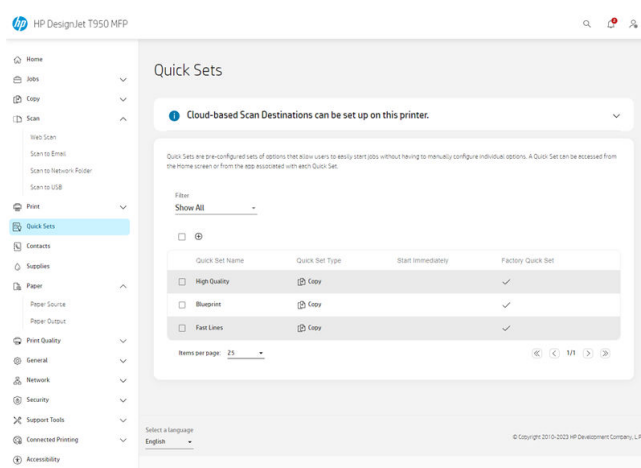 hp
HP DesignJet T950 MFP
Home
Jobs
Copy
Scan
Web Scan
Scan to Email
Scan to Network Folder
Scan to USB
Print
Quick Sets
Contacts
Supplies
Paper
Paper Source
Paper Output
Print Quality
General
Network
Security
Support Tools
Connected Printing
Accessibility
Quick Sets
Cloud-based Scan Destinations can be set up on this printer.
Quick Sets are pre-configured sets of options that allow users to easily start jobs without having to manually configure individual options. A Quick Set can be accessed from
the Home screen or from the app associated with each Quick Set.
Filter
Show All
Quick Set Name Quick Set Type Start Immediately Factory Quick Set
High Quality Copy
Blueprint Copy
Fast Lines Copy
Items per page: 25 1/1
Select a language
English
© Copyright 2010-2023 HP Development Company, L.P.